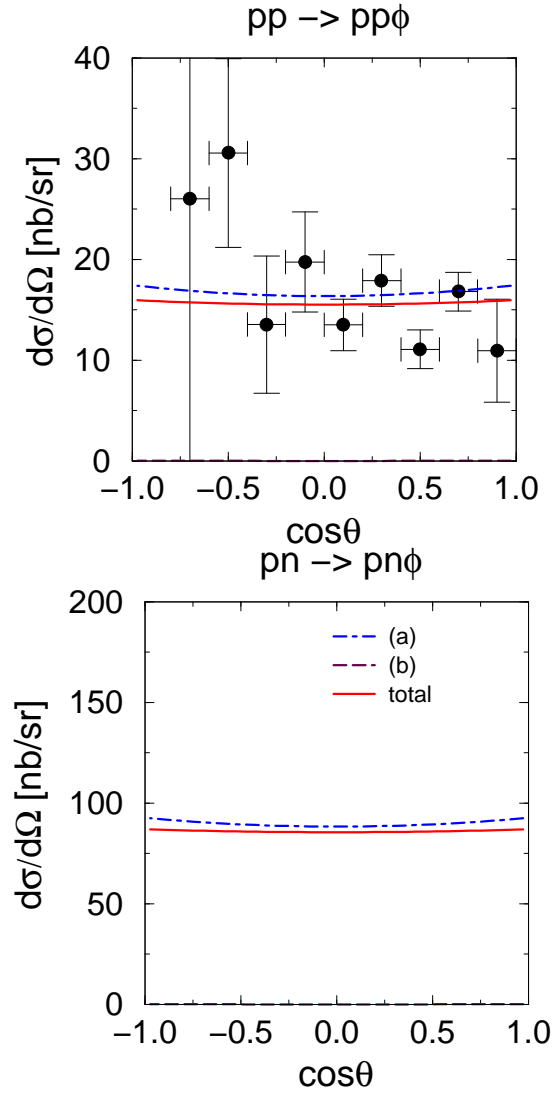 pp −> ppϕ
40
30
20
10
0
dσ/dΩ [nb/sr]
−1.0 −0.5 0.0 0.5 1.0
cosθ
pn −> pnϕ
200
150
100
50
0
dσ/dΩ [nb/sr]
(a)
(b)
total
−1.0 −0.5 0.0 0.5 1.0
cosθ